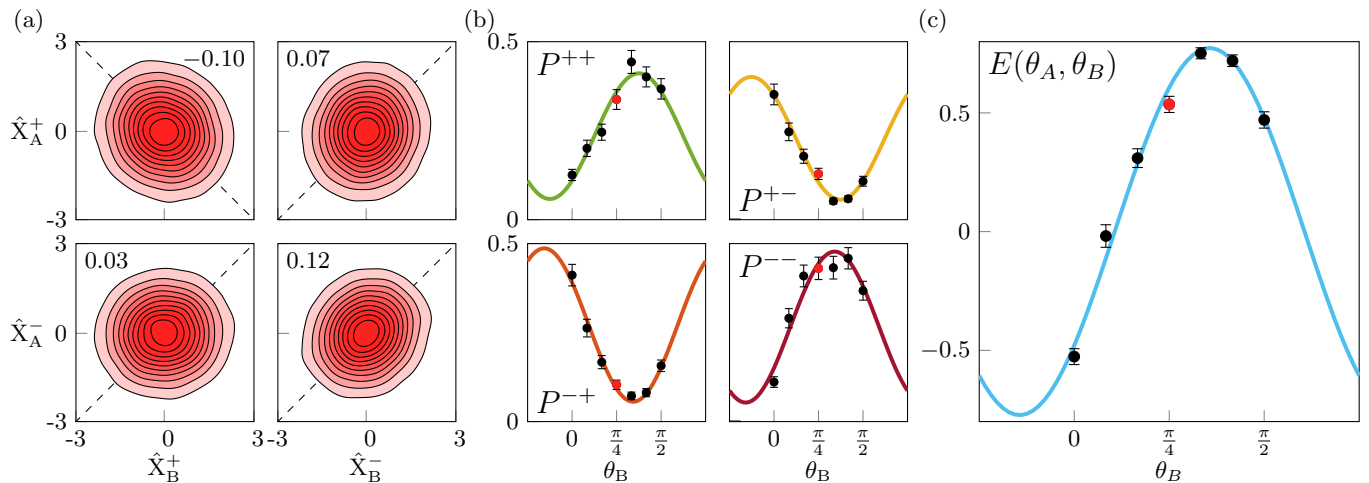 (a)
(b)
(c)
3
−0.10
0.07
X̂_A^+
0
-3
3
0.03
0.12
X̂_A^-
0
-3
-3
0
3
-3
0
3
X̂_B^+
X̂_B^-
0.5
P^{++}
P^{+-}
0
0.5
P^{-+}
P^{--}
0
0
π/4
π/2
0
π/4
π/2
θ_B
θ_B
E(θ_A, θ_B)
0.5
0
−0.5
0
π/4
π/2
θ_B